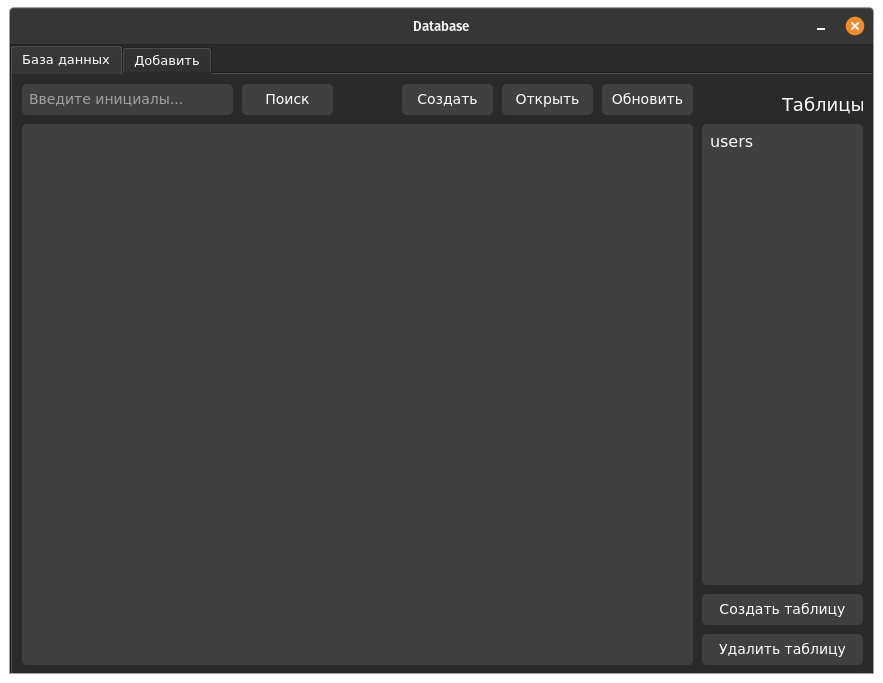 Database
База данных
Добавить
Введите инициалы...
Поиск
Создать
Открыть
Обновить
Таблицы
users
Создать таблицу
Удалить таблицу